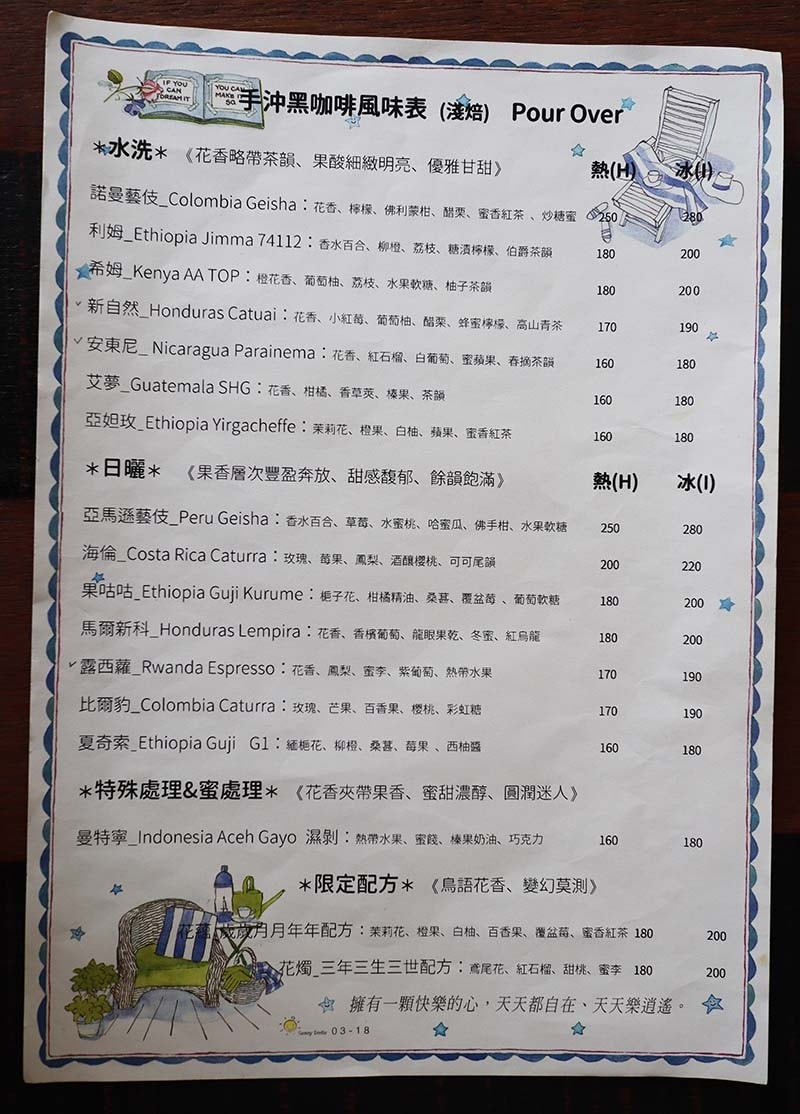 IF YOU CAN DREAM IT
YOU CAN MAKE IT SO.
手沖黑咖啡風味表 (淺焙) Pour Over
*水洗* 《花香略帶茶韻、果酸細緻明亮、優雅甘甜》 熱(H) 冰(I)
諾曼藝伎_Colombia Geisha：花香、檸檬、佛利蒙柑、醋栗、蜜香紅茶 、炒糖蜜 250 280
利姆_Ethiopia Jimma 74112：香水百合、柳橙、荔枝、糖漬檸檬、伯爵茶韻 180 200
希姆_Kenya AA TOP：橙花香、葡萄柚、荔枝、水果軟糖、柚子茶韻 180 200
✓新自然_Honduras Catuai：花香、小紅莓、葡萄柚、醋栗、蜂蜜檸檬、高山青茶 170 190
✓安東尼_ Nicaragua Parainema：花香、紅石榴、白葡萄、蜜蘋果、春摘茶韻 160 180
艾夢_Guatemala SHG：花香、柑橘、香草莢、榛果、茶韻 160 180
亞妲玫_Ethiopia Yirgacheffe：茉莉花、橙果、白柚、蘋果、蜜香紅茶 160 180
*日曬* 《果香層次豐盈奔放、甜感馥郁、餘韻飽滿》 熱(H) 冰(I)
亞馬遜藝伎_Peru Geisha：香水百合、草莓、水蜜桃、哈蜜瓜、佛手柑、水果軟糖 250 280
海倫_Costa Rica Caturra：玫瑰、莓果、鳳梨、酒釀櫻桃、可可尾韻 200 220
果咕咕_Ethiopia Guji Kurume：梔子花、柑橘精油、桑葚、覆盆莓 、葡萄軟糖 180 200
馬爾新科_Honduras Lempira：花香、香檳葡萄、龍眼果乾、冬蜜、紅烏龍 180 200
✓露西蘿_Rwanda Espresso：花香、鳳梨、蜜李、紫葡萄、熱帶水果 170 190
比爾豹_Colombia Caturra：玫瑰、芒果、百香果、櫻桃、彩虹糖 170 190
夏奇索_Ethiopia Guji G1：緬梔花、柳橙、桑葚、莓果 、西柚醬 160 180
*特殊處理&蜜處理* 《花香夾帶果香、蜜甜濃醇、圓潤迷人》
曼特寧_Indonesia Aceh Gayo 濕剝：熱帶水果、蜜餞、榛果奶油、巧克力 160 180
*限定配方* 《鳥語花香、變幻莫測》
花蕊_歲歲月月年年配方：茉莉花、橙果、白柚、百香果、覆盆莓、蜜香紅茶 180 200
花燭_三年三生三世配方：鳶尾花、紅石榴、甜桃、蜜李 180 200
擁有一顆快樂的心，天天都自在、天天樂逍遙。
Sunny Smile 03-18